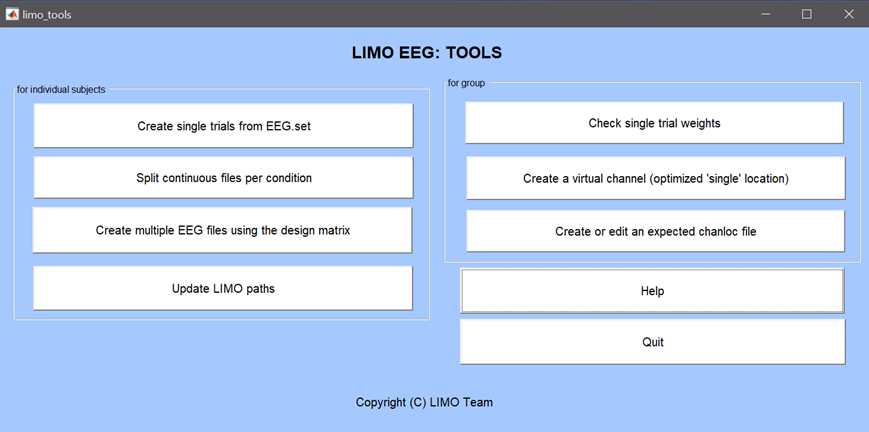 limo_tools
LIMO EEG: TOOLS
for individual subjects
Create single trials from EEG.set
Split continuous files per condition
Create multiple EEG files using the design matrix
Update LIMO paths
for group
Check single trial weights
Create a virtual channel (optimized 'single' location)
Create or edit an expected chanloc file
Help
Quit
Copyright (C) LIMO Team